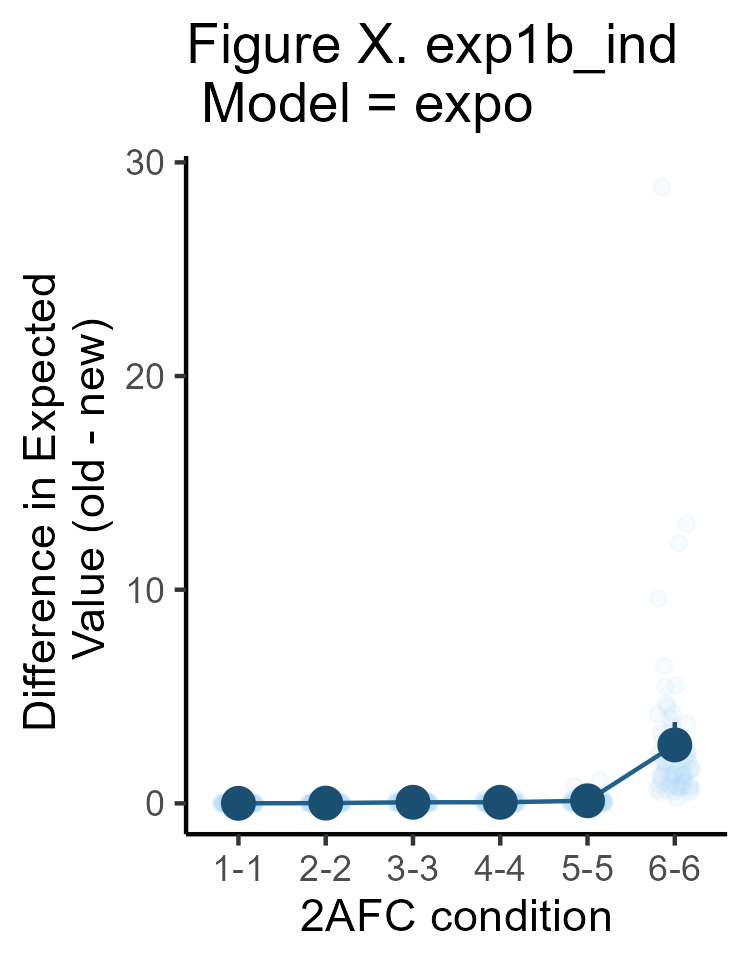 Figure X. exp1b_ind
Model = expo
Difference in Expected
Value (old - new)
30
20
10
0
1-1 2-2 3-3 4-4 5-5 6-6
2AFC condition